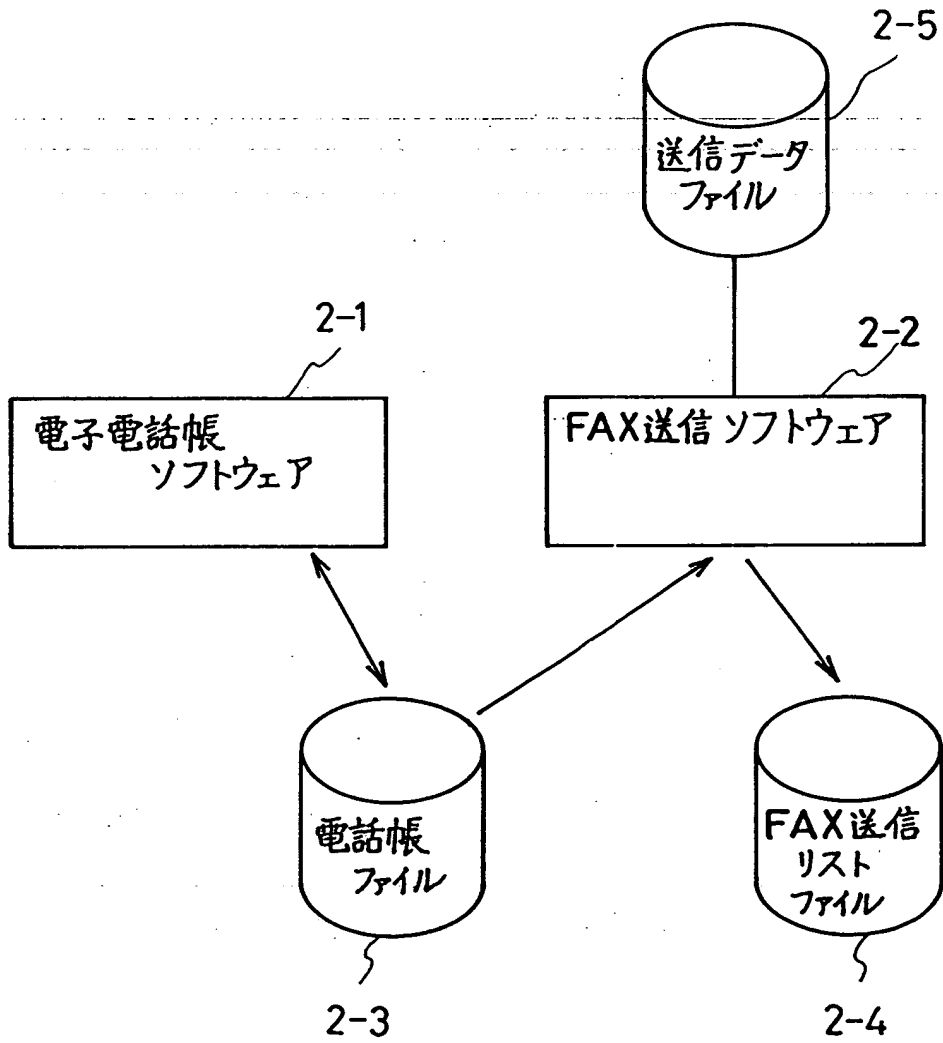 2-5
送信データ
ファイル
2-1
2-2
電子電話帳
ソフトウェア
FAX送信ソフトウェア
電話帳
ファイル
FAX送信
リスト
ファイル
2-3
2-4